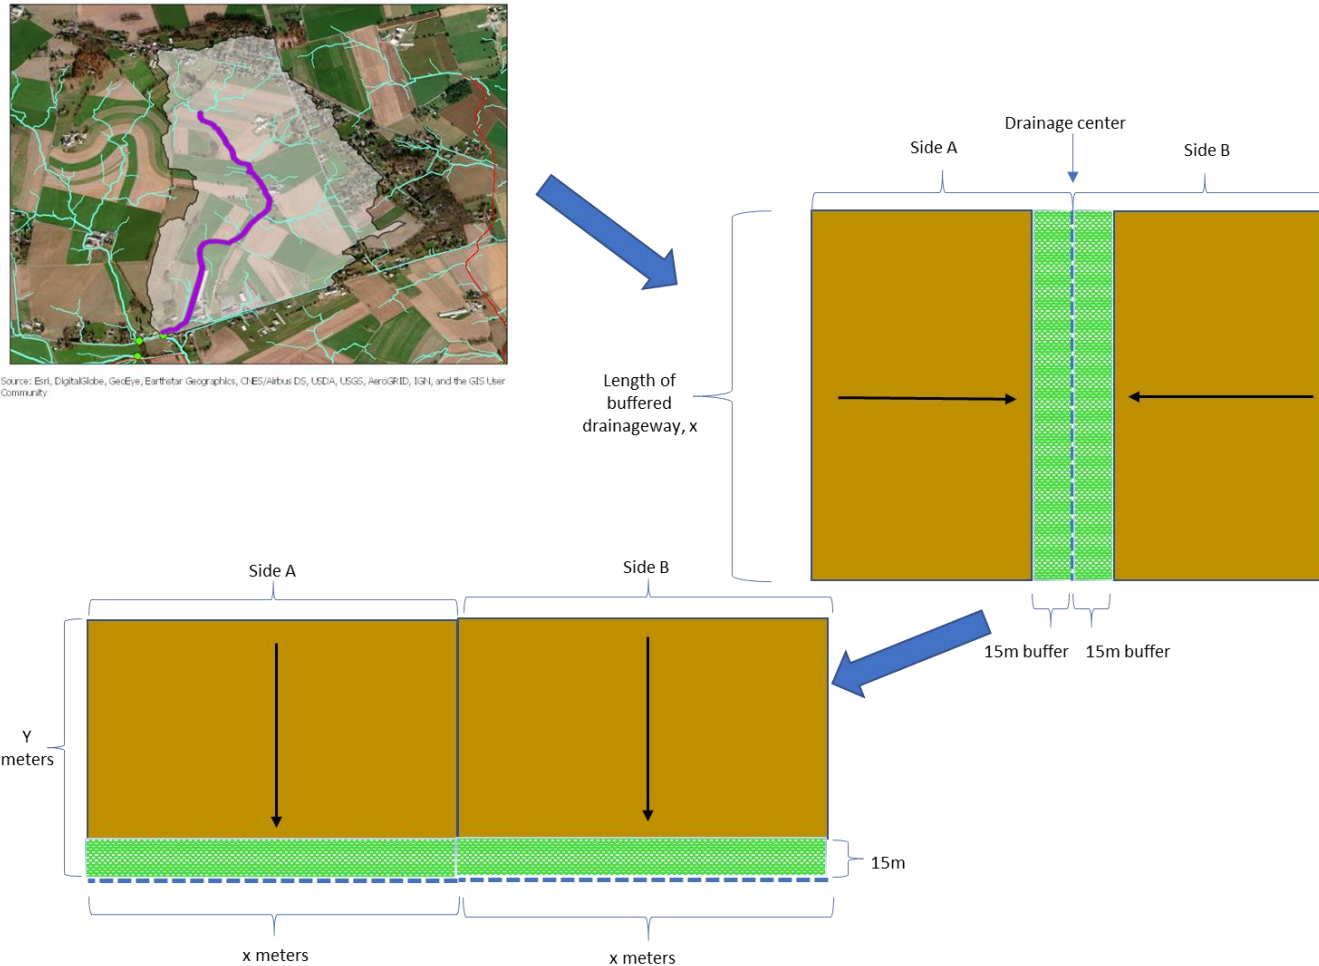 Source: Esri, DigitalGlobe, GeoEye, Earthstar Geographics, CNES/Airbus DS, USDA, USGS, AeroGRID, IGN, and the GIS User
Community
Drainage center
Side A
Side B
Length of
buffered
drainageway, x
15m buffer
15m buffer
Side A
Side B
Y
meters
15m
x meters
x meters